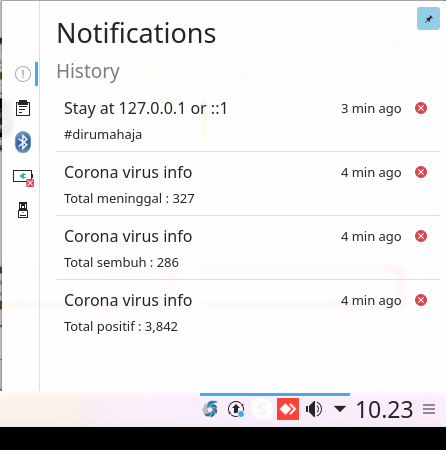 Notifications
History
Stay at 127.0.0.1 or ::1
3 min ago
#dirumahaja
Corona virus info
4 min ago
Total meninggal : 327
Corona virus info
4 min ago
Total sembuh : 286
Corona virus info
4 min ago
Total positif : 3,842
10.23